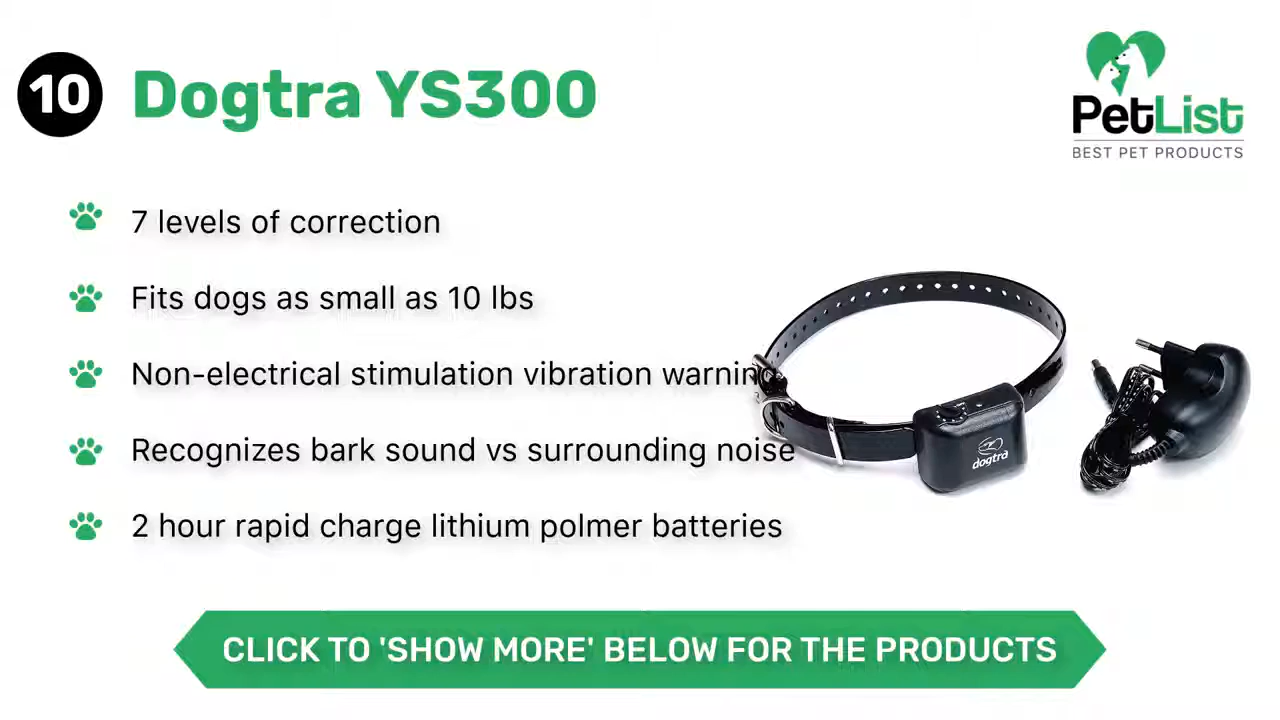 10 Dogtra YS300
PetList
BEST PET PRODUCTS
7 levels of correction
Fits dogs as small as 10 lbs
Non-electrical stimulation vibration warning
Recognizes bark sound vs surrounding noise
2 hour rapid charge lithium polmer batteries
dogtra
CLICK TO 'SHOW MORE' BELOW FOR THE PRODUCTS